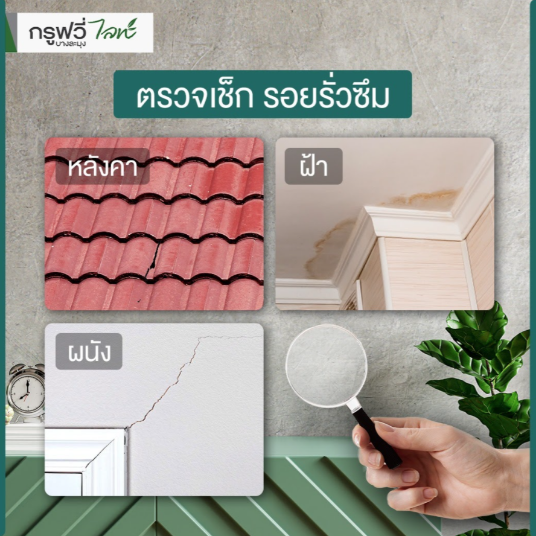 กรูฟวี่ ไลท์
บางละมุง
ตรวจเช็ก รอยรั่วซึม
หลังคา
ฝ้า
ผนัง